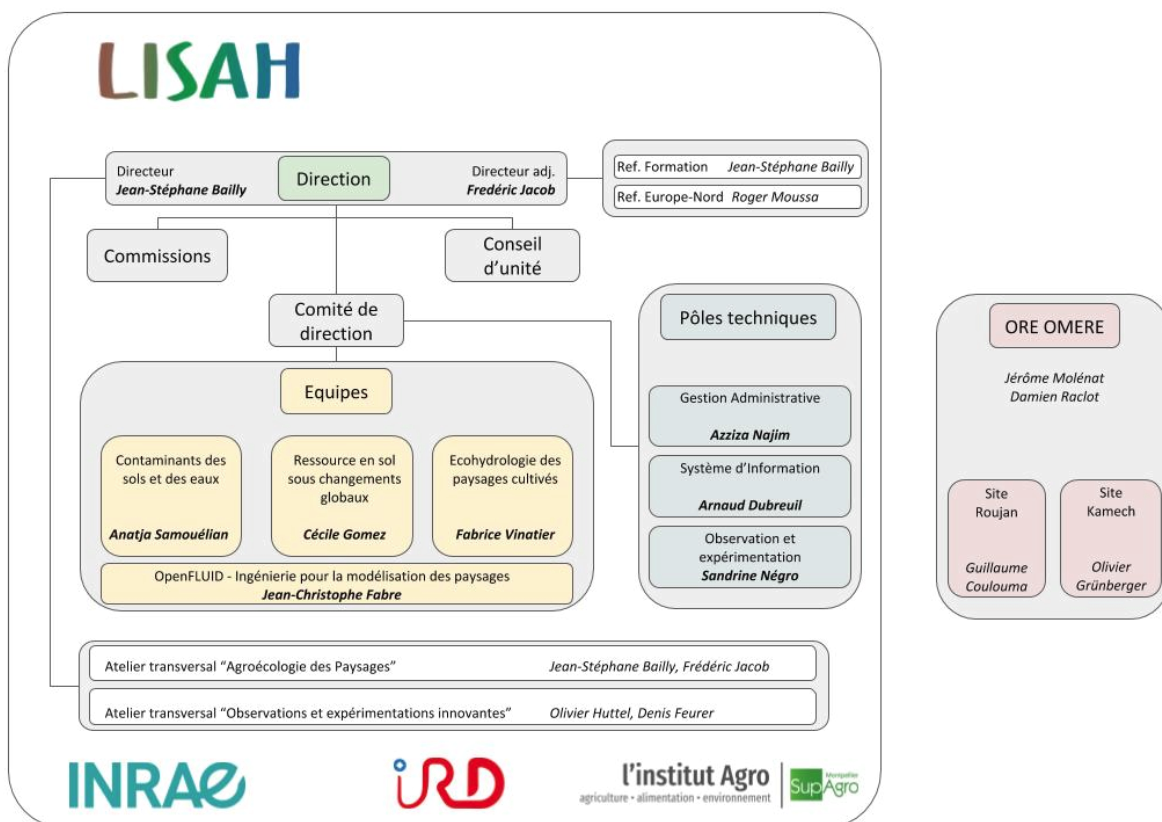 LISAH
Directeur
Jean-Stéphane Bailly
Direction
Directeur adj.
Fredéric Jacob
Ref. Formation Jean-Stéphane Bailly
Ref. Europe-Nord Roger Moussa
Commissions
Conseil
d’unité
Comité de
direction
Pôles techniques
Gestion Administrative
Azziza Najim
Système d’Information
Arnaud Dubreuil
Observation et
expérimentation
Sandrine Négro
Equipes
Contaminants des
sols et des eaux
Anatja Samouélian
Ressource en sol
sous changements
globaux
Cécile Gomez
Ecohydrologie des
paysages cultivés
Fabrice Vinatier
OpenFLUID - Ingénierie pour la modélisation des paysages
Jean-Christophe Fabre
Atelier transversal “Agroécologie des Paysages” Jean-Stéphane Bailly, Frédéric Jacob
Atelier transversal “Observations et expérimentations innovantes” Olivier Huttel, Denis Feurer
ORE OMERE
Jérôme Molénat
Damien Raclot
Site
Roujan
Guillaume
Coulouma
Site
Kamech
Olivier
Grünberger
INRAE
IRD
l’institut Agro
agriculture • alimentation • environnement
Montpellier
SupAgro